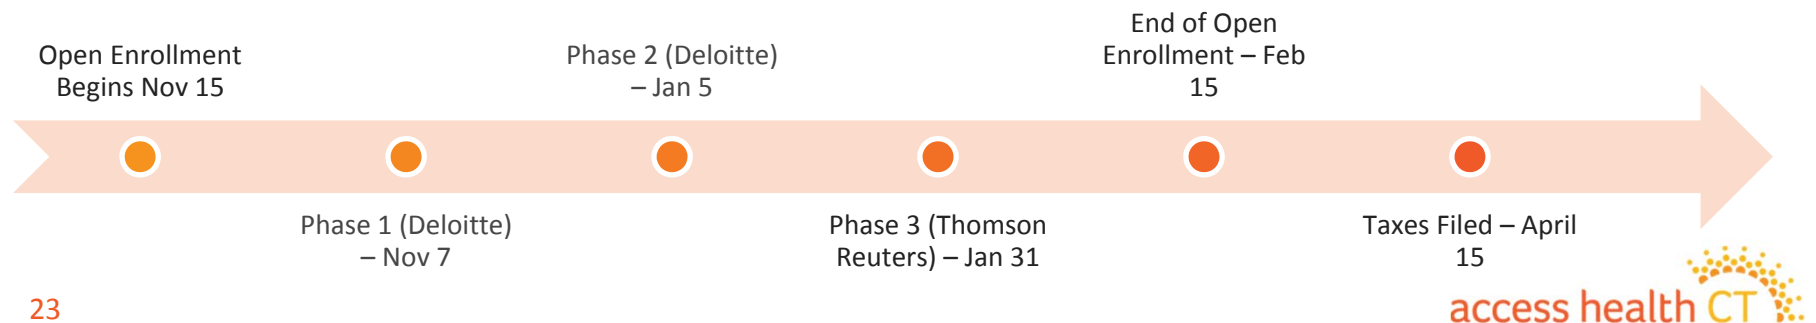 Open Enrollment
Begins Nov 15
Phase 1 (Deloitte)
– Nov 7
Phase 2 (Deloitte)
– Jan 5
Phase 3 (Thomson
Reuters) – Jan 31
End of Open
Enrollment – Feb
15
Taxes Filed – April
15
23
access health CT